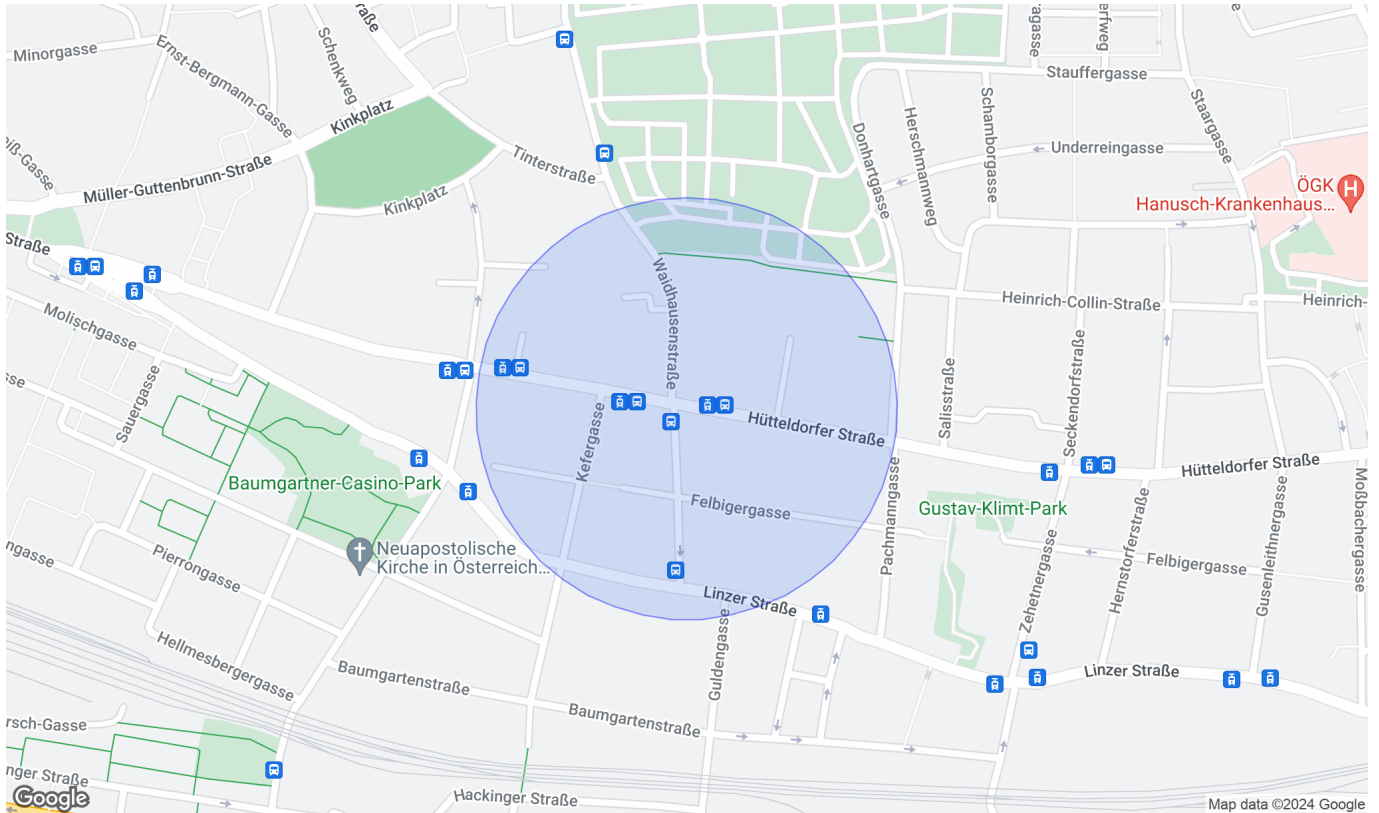 Minorgasse
Ernst-Bergmann-Gasse
Schenkweg
Kinkplatz
Müller-Guttenbrunn-Straße
Kinkplatz
Tinterstraße
Donhartgasse
Herschmannweg
Schamborgasse
Stauffergasse
Staargasse
Underreingasse
ÖGK
Hanusch-Krankenhaus...
Straße
Molischgasse
Sauergasse
Waidhausenstraße
Heinrich-Collin-Straße
Heinrich-
Salisstraße
Seckendorfstraße
Hütteldorfer Straße
Hütteldorfer Straße
Kefergasse
Baumgartner-Casino-Park
Felbigergasse
Pachmanngasse
Gustav-Klimt-Park
Felbigergasse
Zehetnergasse
Hernstorferstraße
Gusenleithnergasse
Moßbachergasse
Neuapostolische
Kirche in Österreich...
Pierrongasse
Hellmesbergergasse
Linzer Straße
Guldengasse
Linzer Straße
Baumgartenstraße
Baumgartenstraße
Hackinger Straße
Google
Map data ©2024 Google